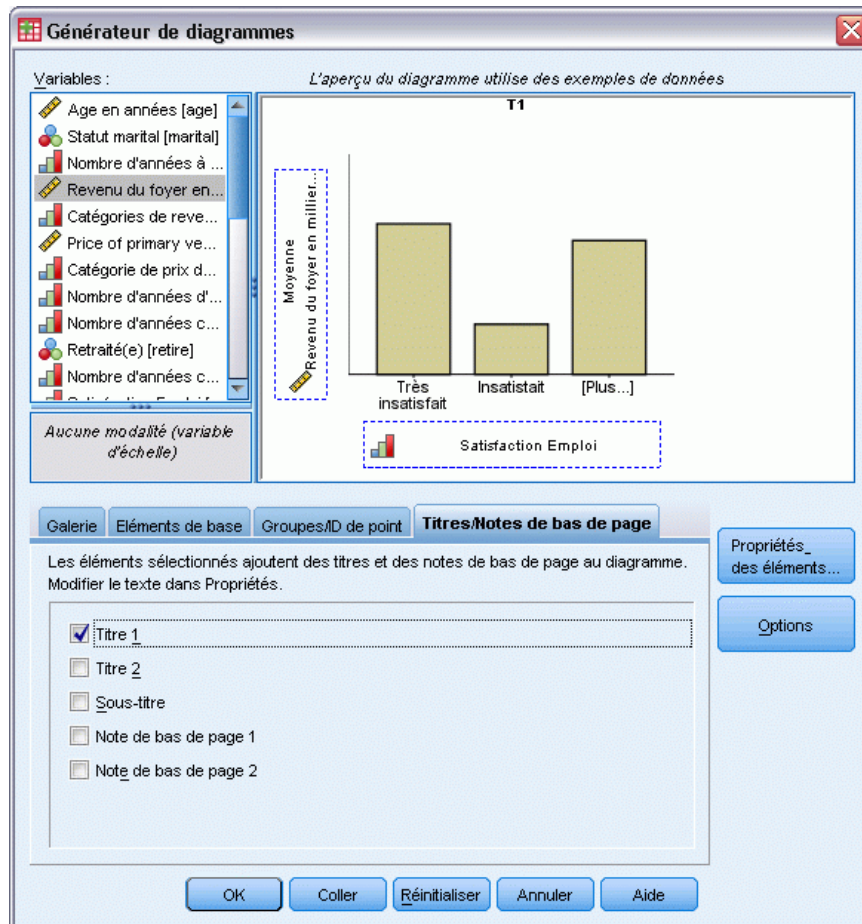 Générateur de diagrammes
Variables :
L'aperçu du diagramme utilise des exemples de données
Age en années [age]
Statut marital [marital]
Nombre d'années à ...
Revenu du foyer en...
Catégories de reve...
Price of primary ve...
Catégorie de prix d...
Nombre d'années d'...
Nombre d'années c...
Retraité(e) [retire]
Nombre d'années c...
Aucune modalité (variable
d'échelle)
T1
Moyenne
Revenu du foyer en millier...
Très
insatisfait
Insatistait
[Plus...]
Satisfaction Emploi
Galerie
Eléments de base
Groupes/ID de point
Titres/Notes de bas de page
Les éléments sélectionnés ajoutent des titres et des notes de bas de page au diagramme.
Modifier le texte dans Propriétés.
Titre 1
Titre 2
Sous-titre
Note de bas de page 1
Note de bas de page 2
Propriétés_
des éléments...
Options
OK
Coller
Réinitialiser
Annuler
Aide